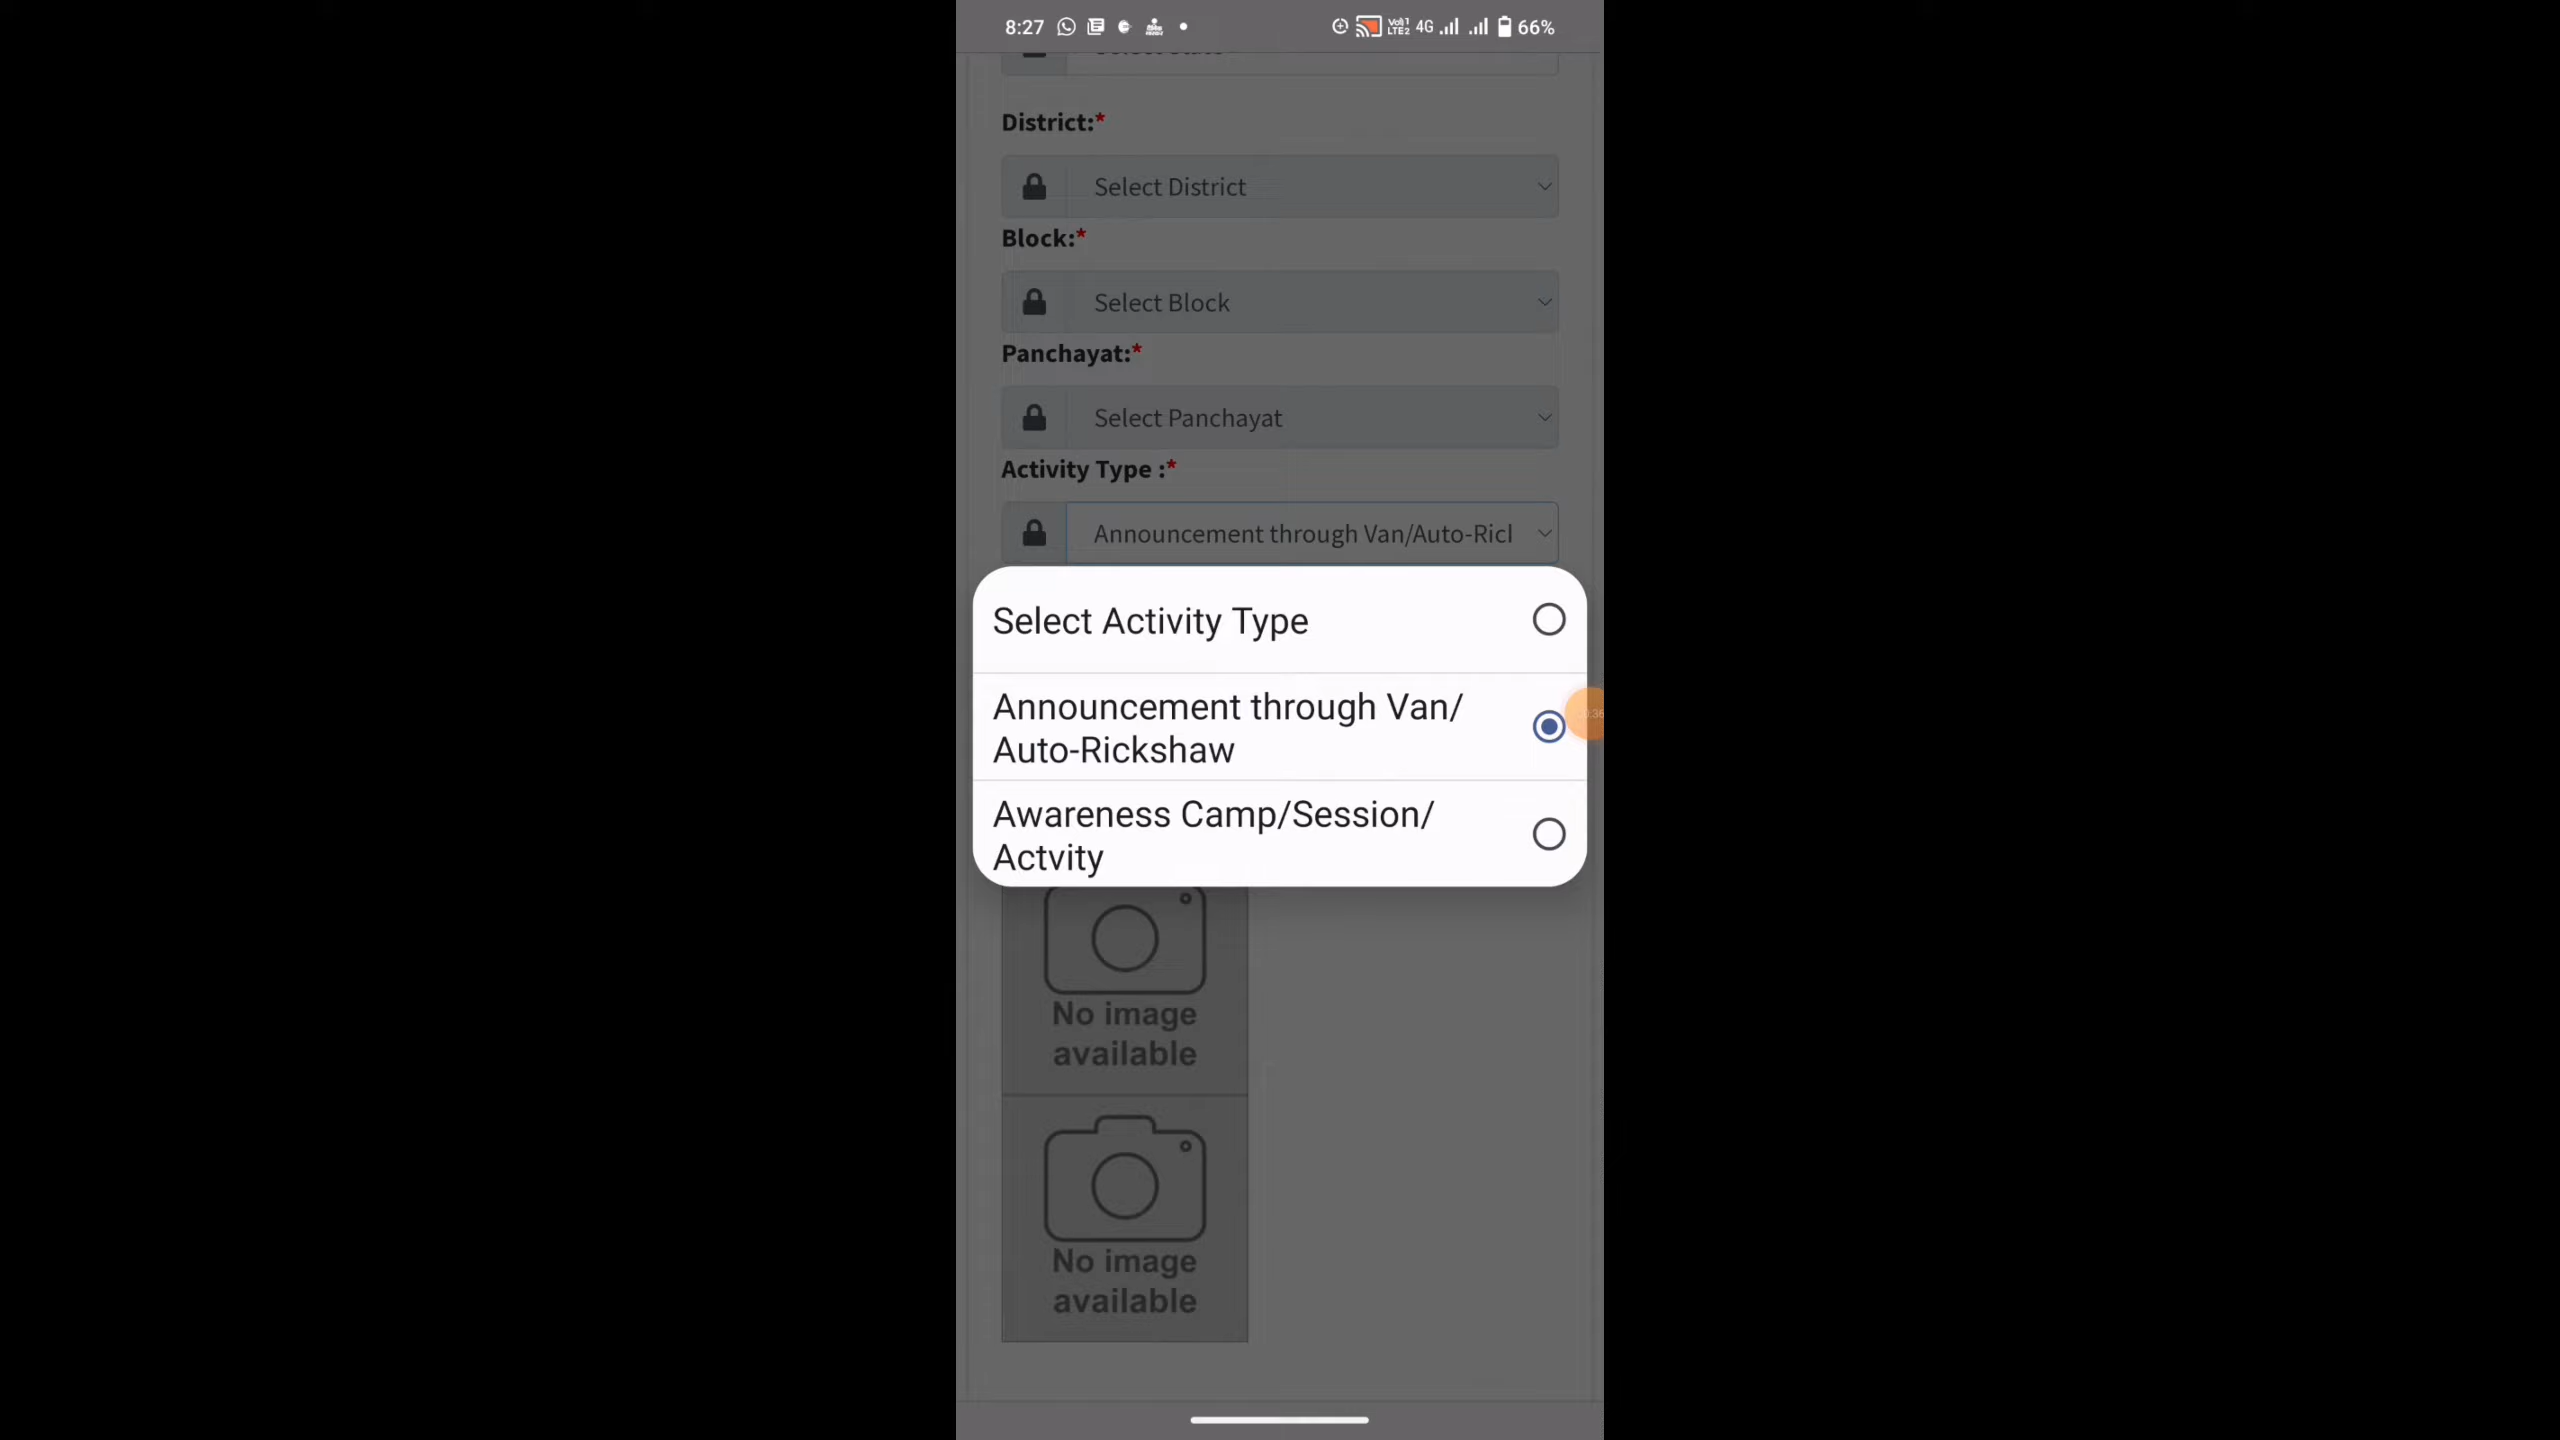 8:27 4G 66%
District:*
Select District
Block:*
Select Block
Panchayat:*
Select Panchayat
Activity Type :*
Announcement through Van/Auto-Ricl
Select Activity Type
Announcement through Van/
Auto-Rickshaw
Awareness Camp/Session/
Actvity
No image
available
No image
available